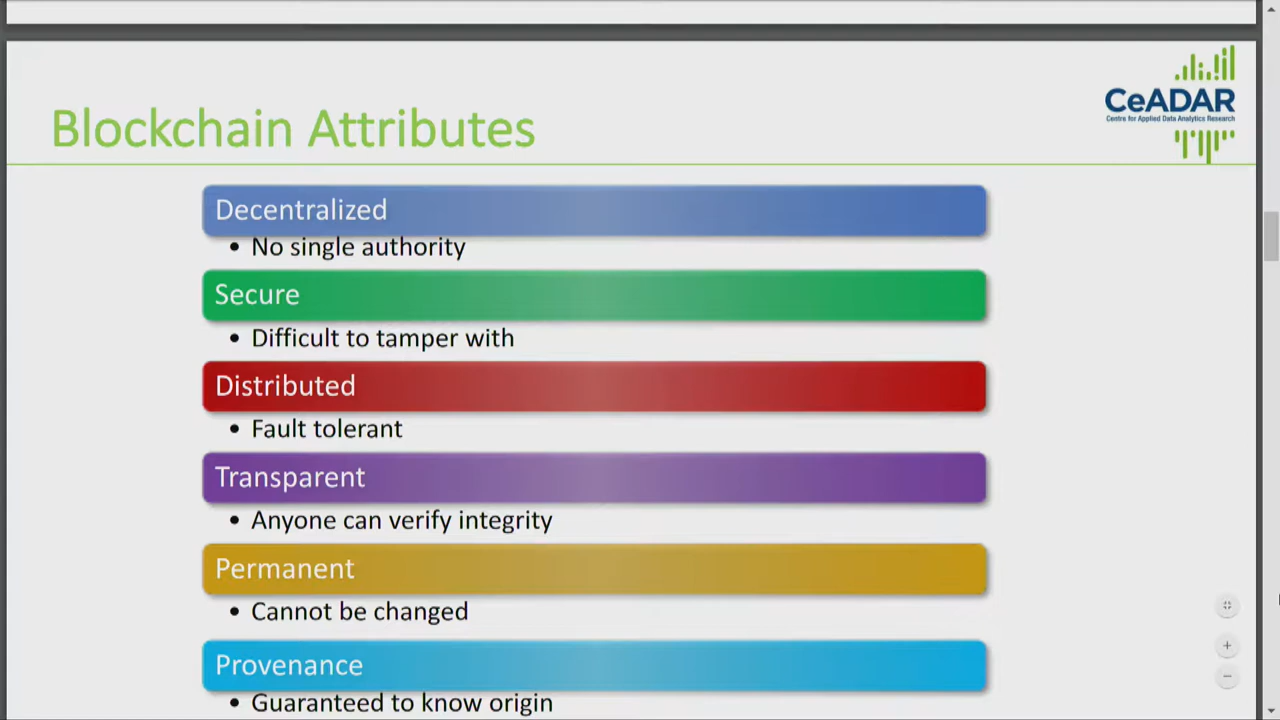 Blockchain Attributes
CeADAR
Centre for Applied Data Analytics Research
Decentralized
• No single authority
Secure
• Difficult to tamper with
Distributed
• Fault tolerant
Transparent
• Anyone can verify integrity
Permanent
• Cannot be changed
Provenance
• Guaranteed to know origin